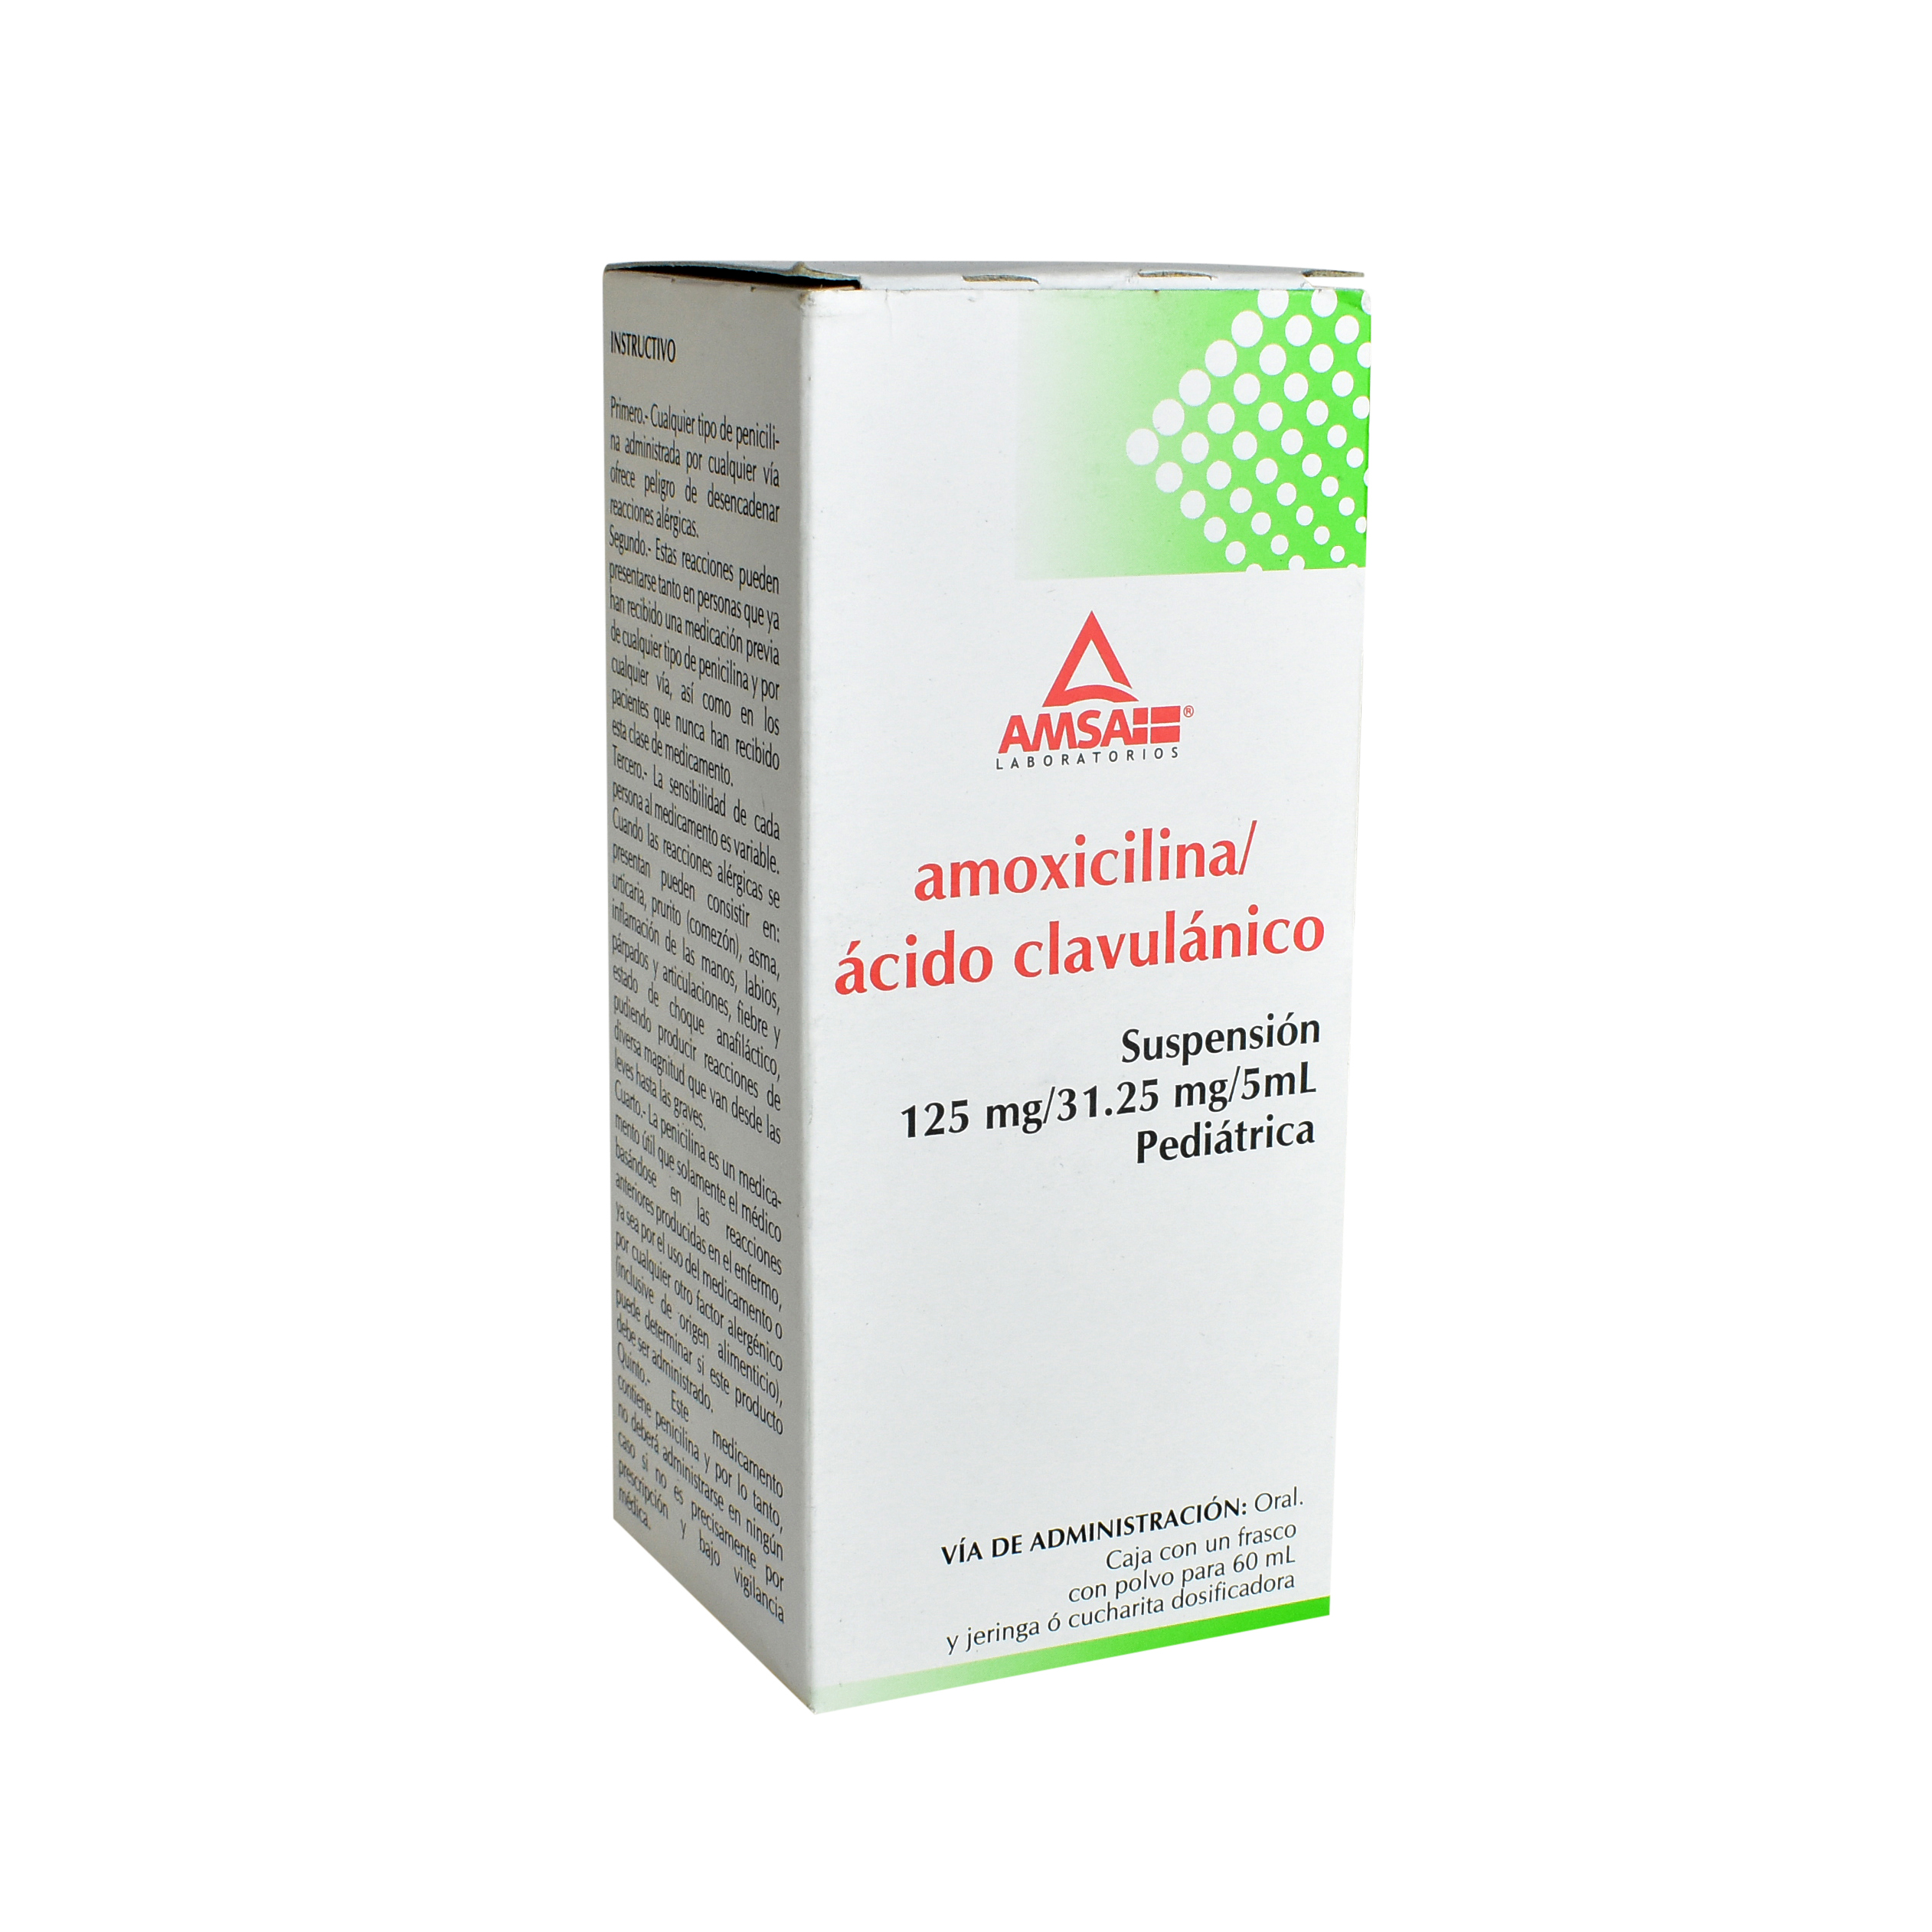 INSTRUCTIVO
Primero.- Cualquier tipo de penicili-
na administrada por cualquier vía
ofrece peligro de desencadenar
reacciones alérgicas.
Segundo.- Estas reacciones pueden
presentarse tanto en personas que ya
han recibido una medicación previa
de cualquier tipo de penicilina y por
cualquier vía, así como en los
pacientes que nunca han recibido
esta clase de medicamento.
Tercero.- La sensibilidad de cada
persona al medicamento es variable.
Cuando las reacciones alérgicas se
presentan pueden consistir en:
urticaria, prurito (comezón), asma,
inflamación de las manos, labios,
párpados y articulaciones, fiebre y
estado de choque anafiláctico,
pudiendo producir reacciones de
diversa magnitud que van desde las
leves hasta las graves.
Cuarto.- La penicilina es un medica-
mento útil que solamente el médico
basándose en las reacciones
anteriores producidas en el enfermo,
ya sea por el uso del medicamento o
por cualquier otro factor alergénico
(inclusive de origen alimenticio),
puede determinar si este producto
debe ser administrado.
Quinto.- Este medicamento
contiene penicilina y por lo tanto,
no deberá administrarse en ningún
caso si no es precisamente por
prescripción y bajo vigilancia
médica.
AMSA®
LABORATORIOS
amoxicilina/
ácido clavulánico
Suspensión
125 mg/31.25 mg/5mL
Pediátrica
VÍA DE ADMINISTRACIÓN: Oral.
Caja con un frasco
con polvo para 60 mL
y jeringa ó cucharita dosificadora